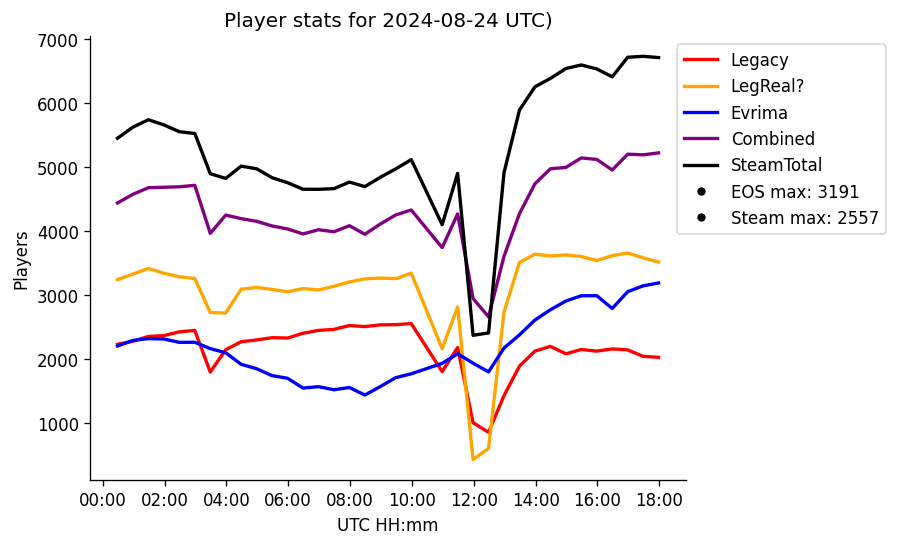 Player stats for 2024-08-24 UTC)
7000
6000
5000
4000
3000
2000
1000
Players
00:00 02:00 04:00 06:00 08:00 10:00 12:00 14:00 16:00 18:00
UTC HH:mm
Legacy
LegReal?
Evrima
Combined
SteamTotal
EOS max: 3191
Steam max: 2557